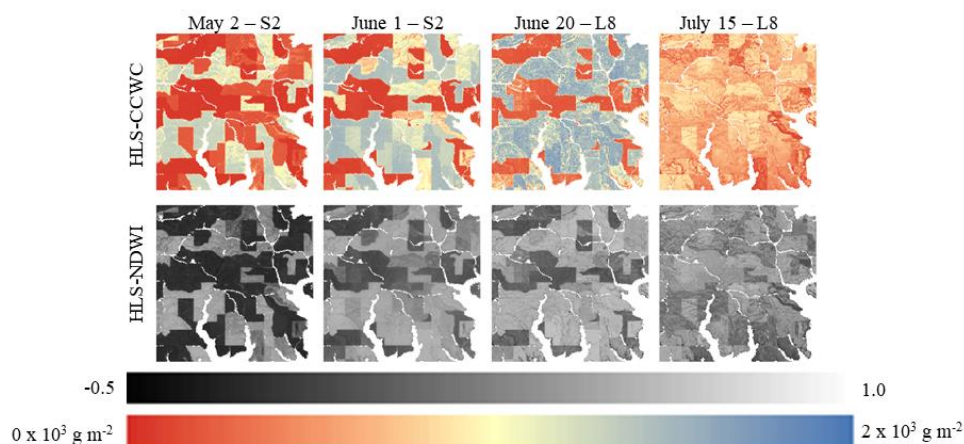 May 2 – S2 June 1 – S2 June 20 – L8 July 15 – L8
HLS-CCWC
HLS-NDWI
-0.5 1.0
0 x 10³ g m⁻² 2 x 10³ g m⁻²